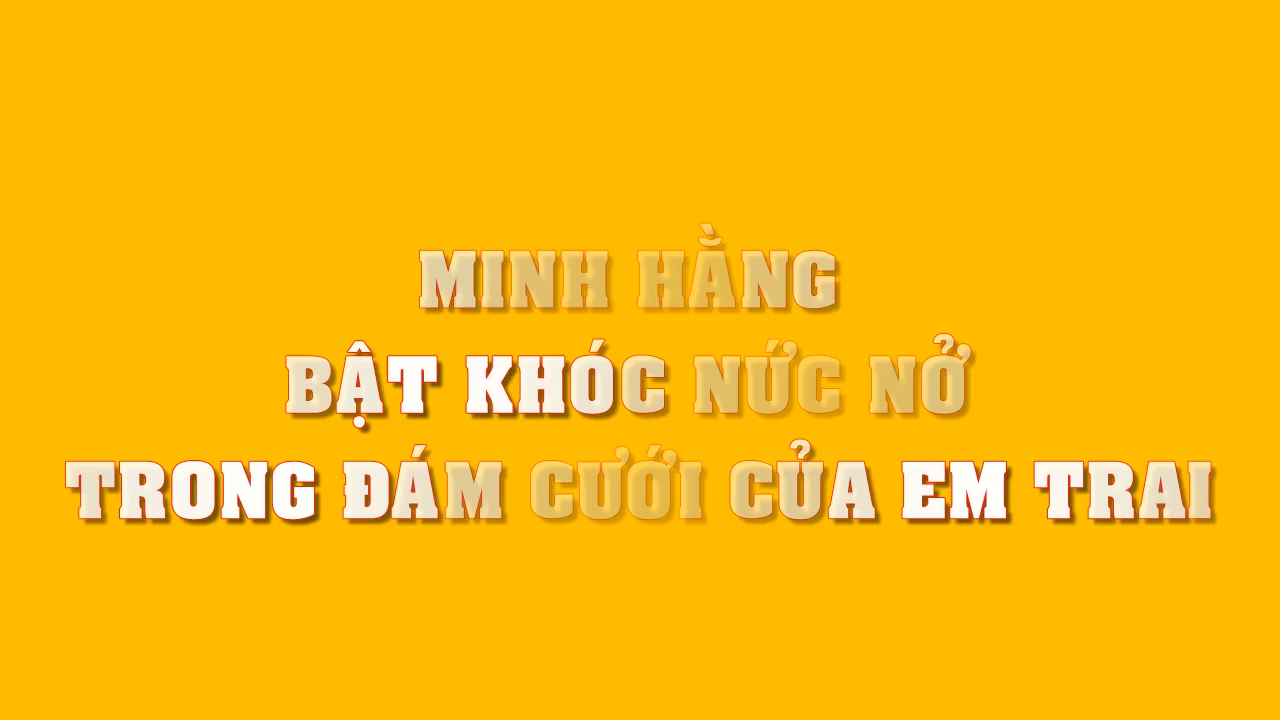 MINH HẰNG
BẬT KHÓC NỨC NỞ
TRONG ĐÁM CƯỚI CỦA EM TRAI